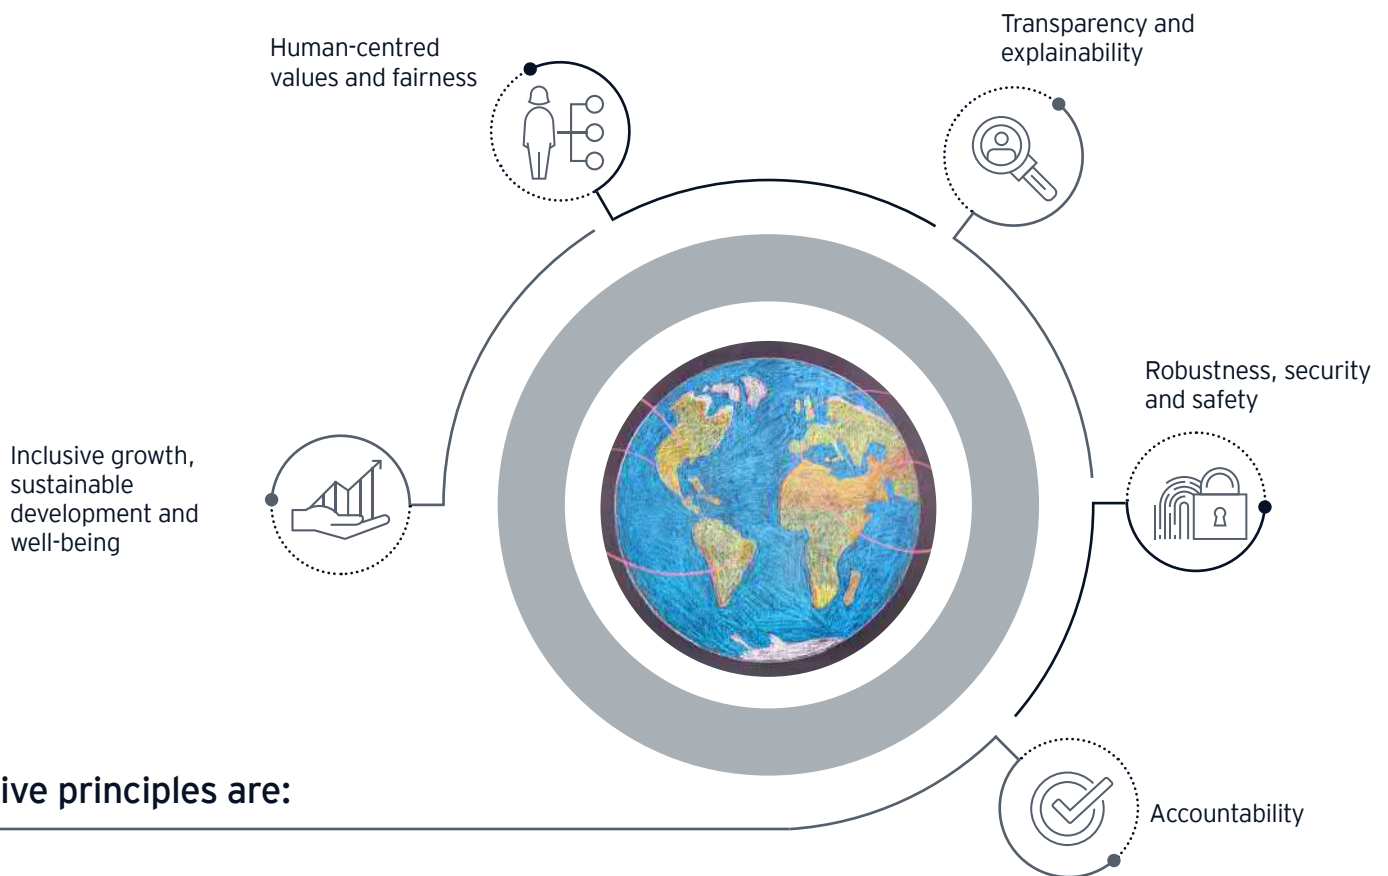 Transparency and
explainability
Human-centred
values and fairness
Robustness, security
and safety
Inclusive growth,
sustainable
development and
well-being
ive principles are:
Accountability